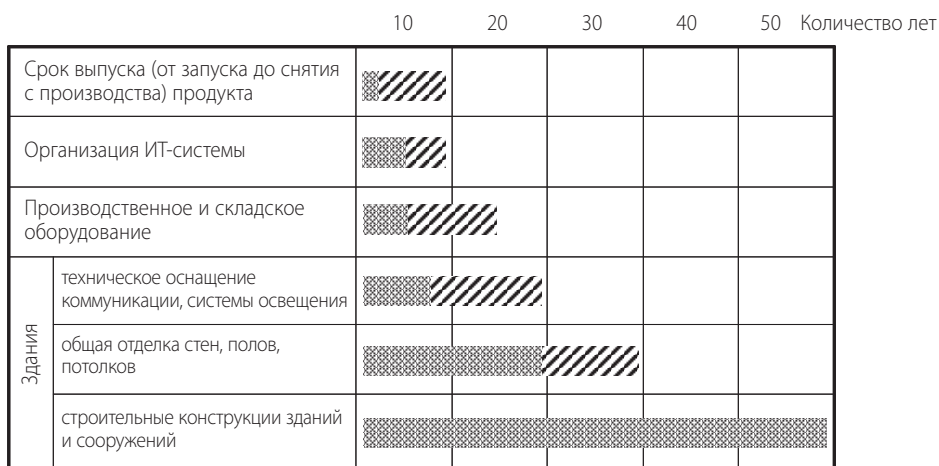 10 20 30 40 50 Количество лет
Срок выпуска (от запуска до снятия
с производства) продукта
Организация ИТ-системы
Производственное и складское
оборудование
Здания
техническое оснащение
коммуникации, системы освещения
общая отделка стен, полов,
потолков
строительные конструкции зданий
и сооружений